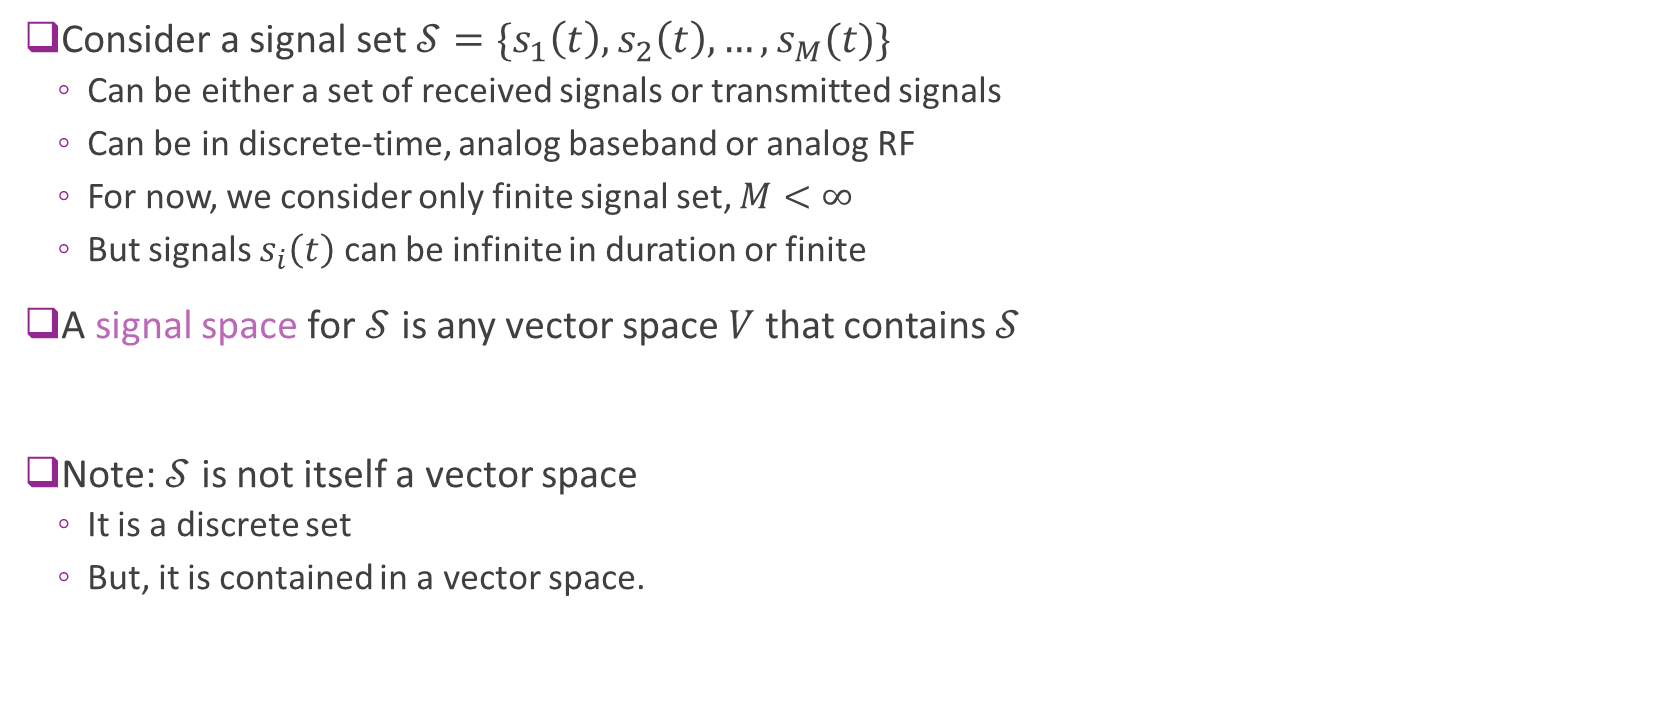 ❑Consider a signal set 𝒮 = {s₁(t), s₂(t), … , s_M(t)}
◦ Can be either a set of received signals or transmitted signals
◦ Can be in discrete-time, analog baseband or analog RF
◦ For now, we consider only finite signal set, M < ∞
◦ But signals sᵢ(t) can be infinite in duration or finite
❑A signal space for 𝒮 is any vector space V that contains 𝒮
❑Note: 𝒮 is not itself a vector space
◦ It is a discrete set
◦ But, it is contained in a vector space.